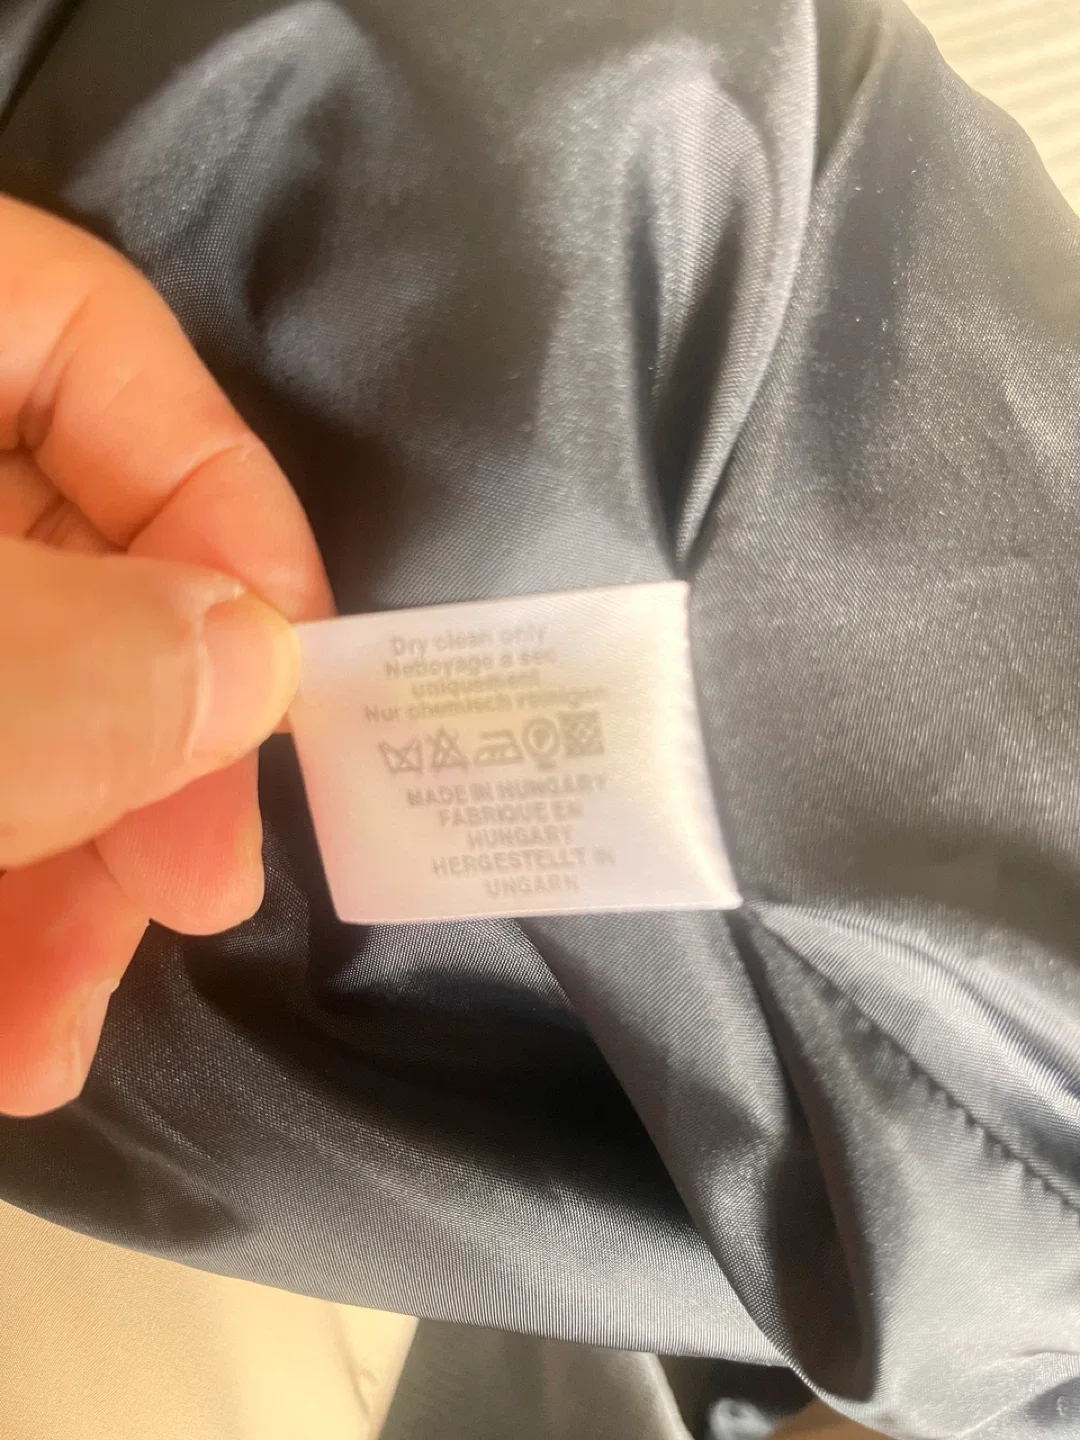 Dry clean only
Nettoyage a sec
uniquement
Nur chemisch reinigen
P
MADE IN HUNGARY
FABRIQUE EN
HUNGARY
HERGESTELLT IN
UNGARN